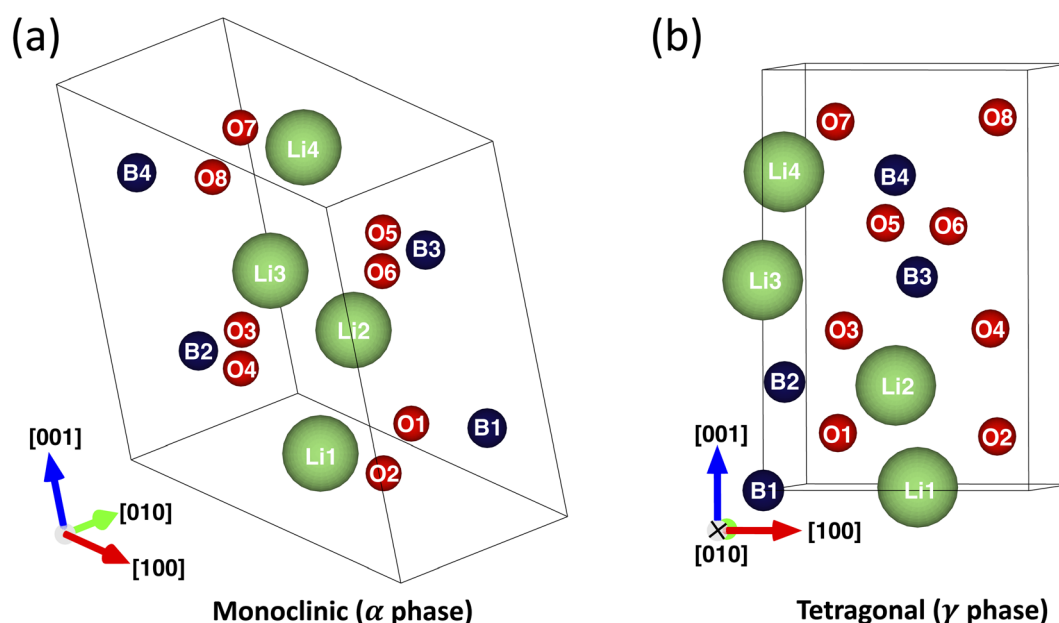 (a)
O7
Li4
B4
O8
O5
B3
Li3
O6
O3
Li2
B2
O4
O1
B1
Li1
O2
[001]
[010]
[100]
Monoclinic (α phase)
(b)
O7
O8
Li4
B4
O5
O6
Li3
B3
O3
O4
B2
Li2
O1
O2
[001]
B1
Li1
[100]
[010]
Tetragonal (γ phase)